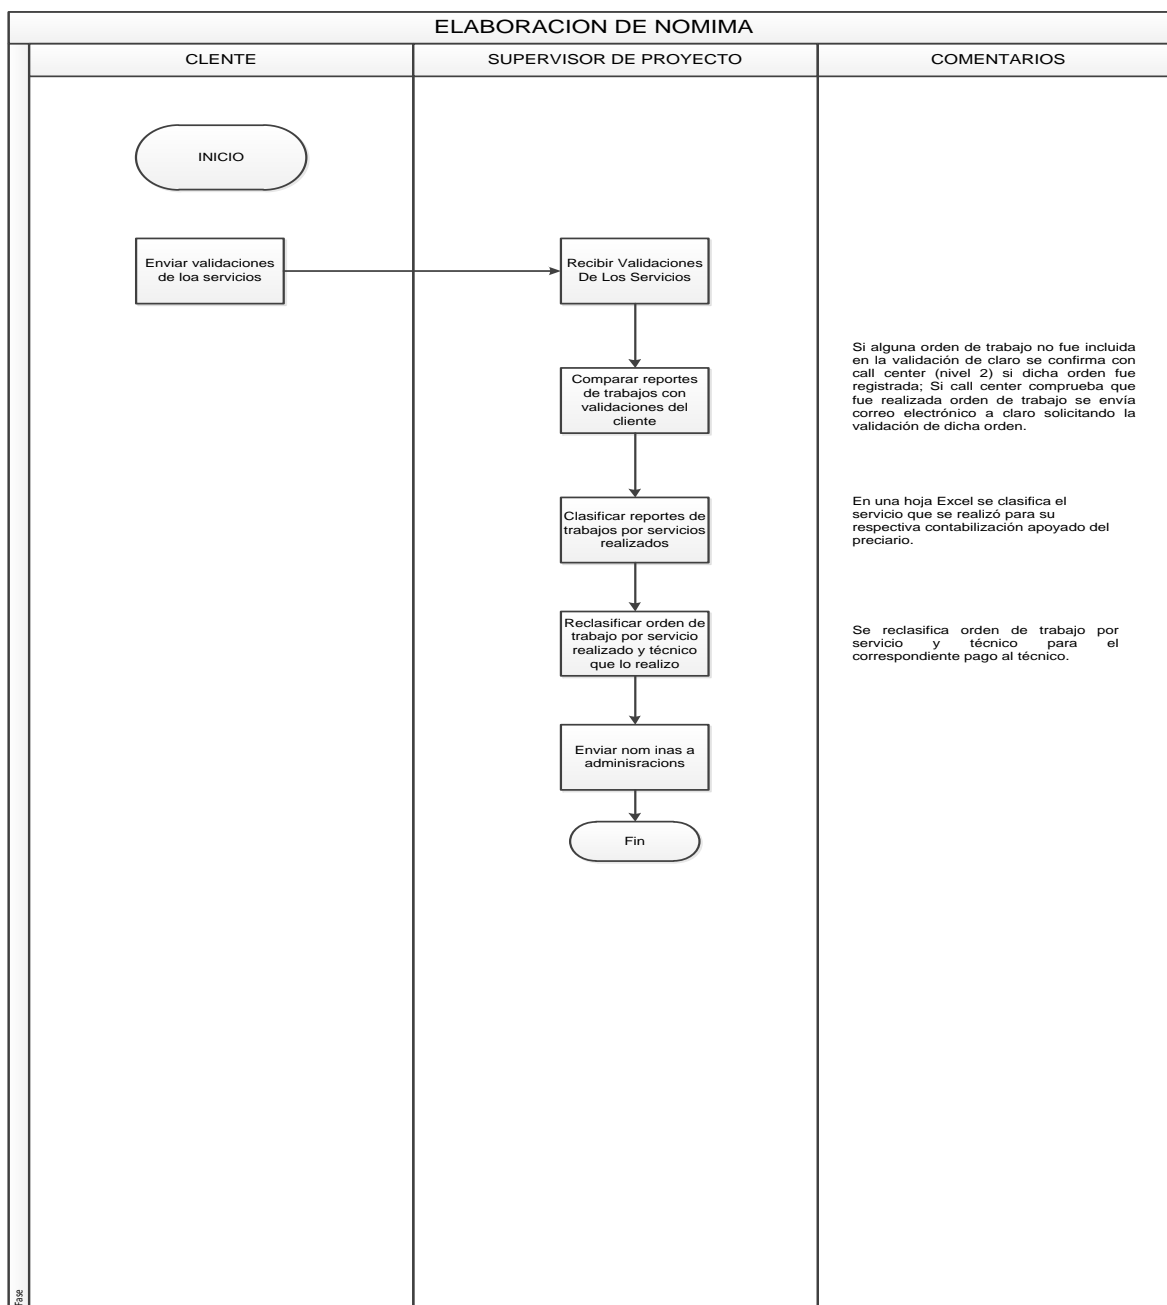 ELABORACION DE NOMIMA
CLENTE
SUPERVISOR DE PROYECTO
COMENTARIOS
INICIO
Enviar validaciones
de loa servicios
Recibir Validaciones
De Los Servicios
Comparar reportes
de trabajos con
validaciones del
cliente
Si alguna orden de trabajo no fue incluida
en la validación de claro se confirma con
call center (nivel 2) si dicha orden fue
registrada; Si call center comprueba que
fue realizada orden de trabajo se envía
correo electrónico a claro solicitando la
validación de dicha orden.
Clasificar reportes de
trabajos por servicios
realizados
En una hoja Excel se clasifica el
servicio que se realizó para su
respectiva contabilización apoyado del
preciario.
Reclasificar orden de
trabajo por servicio
realizado y técnico
que lo realizo
Se reclasifica orden de trabajo por
servicio y técnico para el
correspondiente pago al técnico.
Enviar nom inas a
adminisracions
Fin
Fase